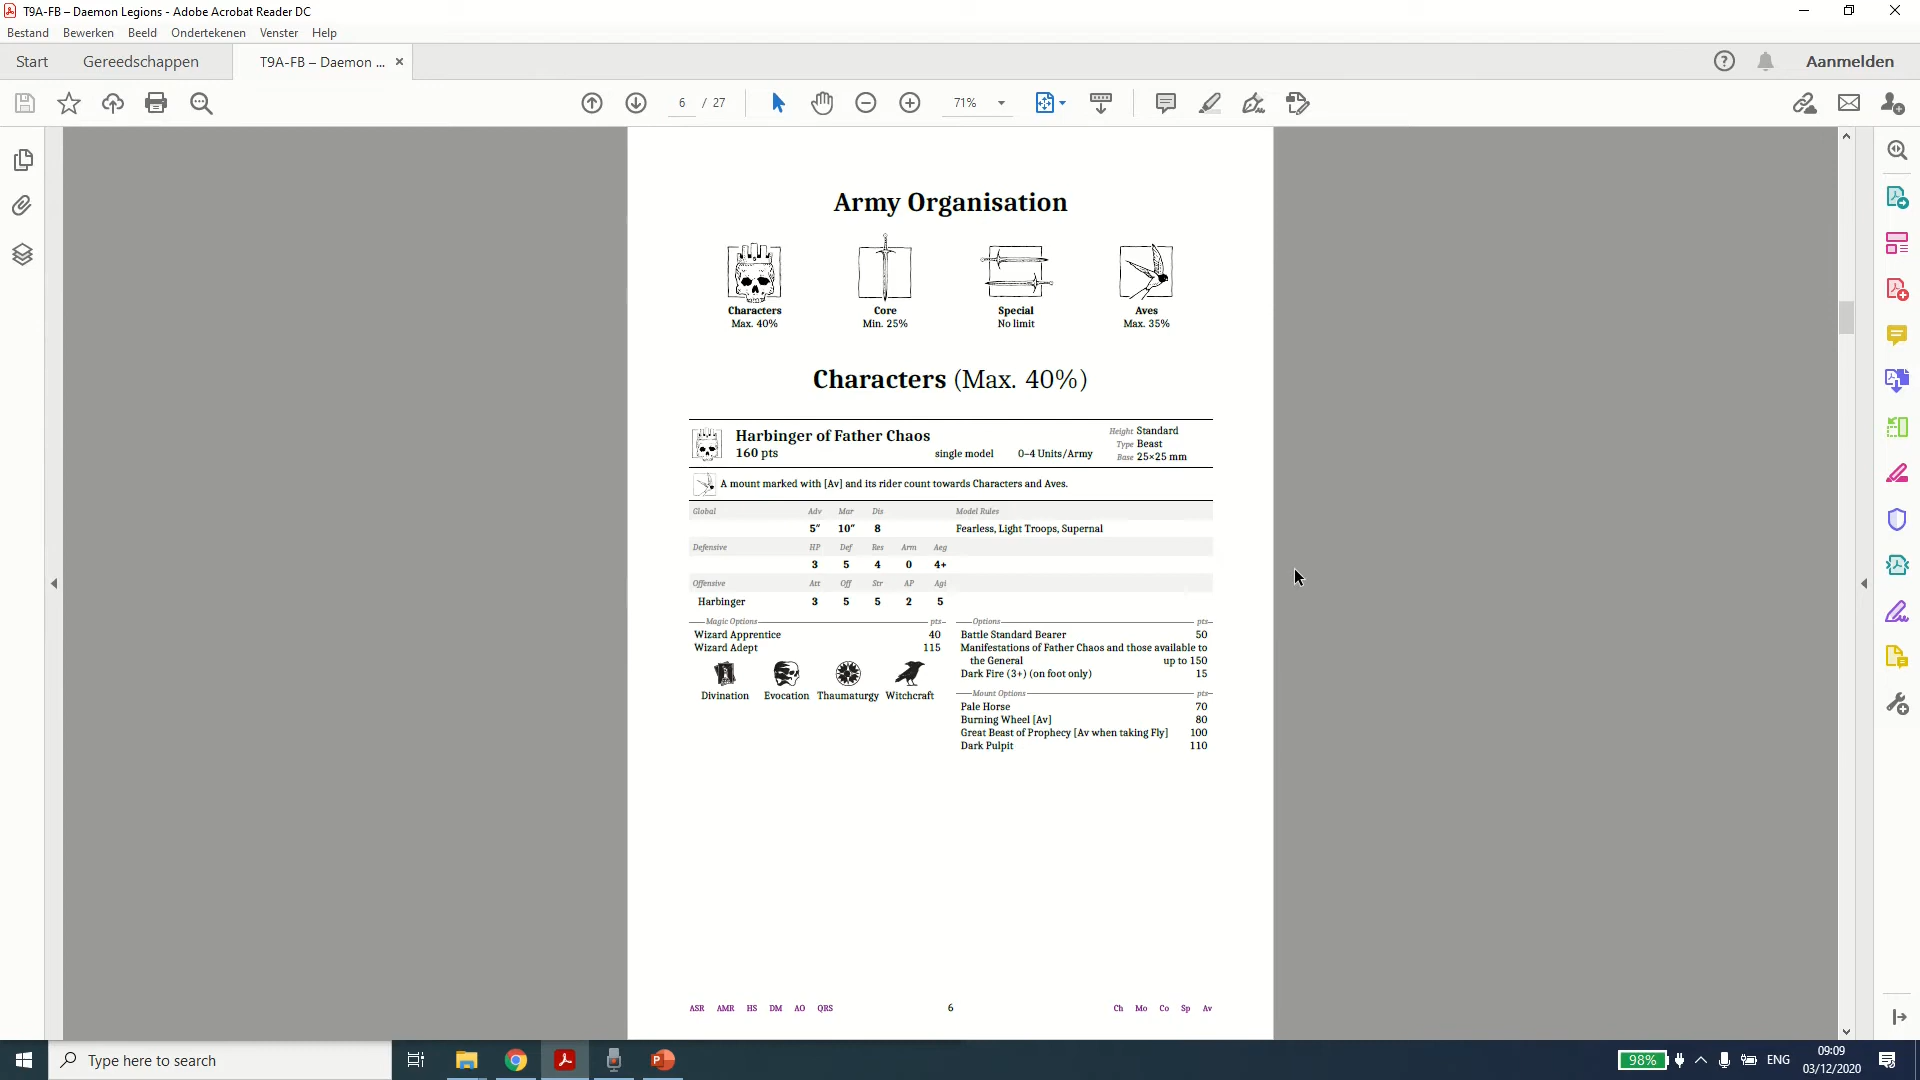 T9A-FB – Daemon Legions - Adobe Acrobat Reader DC
Bestand Bewerken Beeld Ondertekenen Venster Help
Start Gereedschappen T9A-FB – Daemon ... × Aanmelden
6 / 27 71%
Army Organisation
Characters Core Special Aves
Max. 40% Min. 25% No limit Max. 35%
Characters (Max. 40%)
Harbinger of Father Chaos
160 pts single model 0–4 Units/Army
Height Standard
Type Beast
Base 25×25 mm
A mount marked with [Av] and its rider count towards Characters and Aves.
Global Adv Mar Dis Model Rules
5″ 10″ 8 Fearless, Light Troops, Supernal
Defensive HP Def Res Arm Aeg
3 5 4 0 4+
Offensive Att Off Str AP Agi
Harbinger 3 5 5 2 5
Magic Options pts
Wizard Apprentice 40
Wizard Adept 115
Divination Evocation Thaumaturgy Witchcraft
Options pts
Battle Standard Bearer 50
Manifestations of Father Chaos and those available to
the General up to 150
Dark Fire (3+) (on foot only) 15
Mount Options pts
Pale Horse 70
Burning Wheel [Av] 80
Great Beast of Prophecy [Av when taking Fly] 100
Dark Pulpit 110
ASR AMR HS DM AO QRS 6 Ch Mo Co Sp Av
Type here to search
98% ENG
09:09
03/12/2020